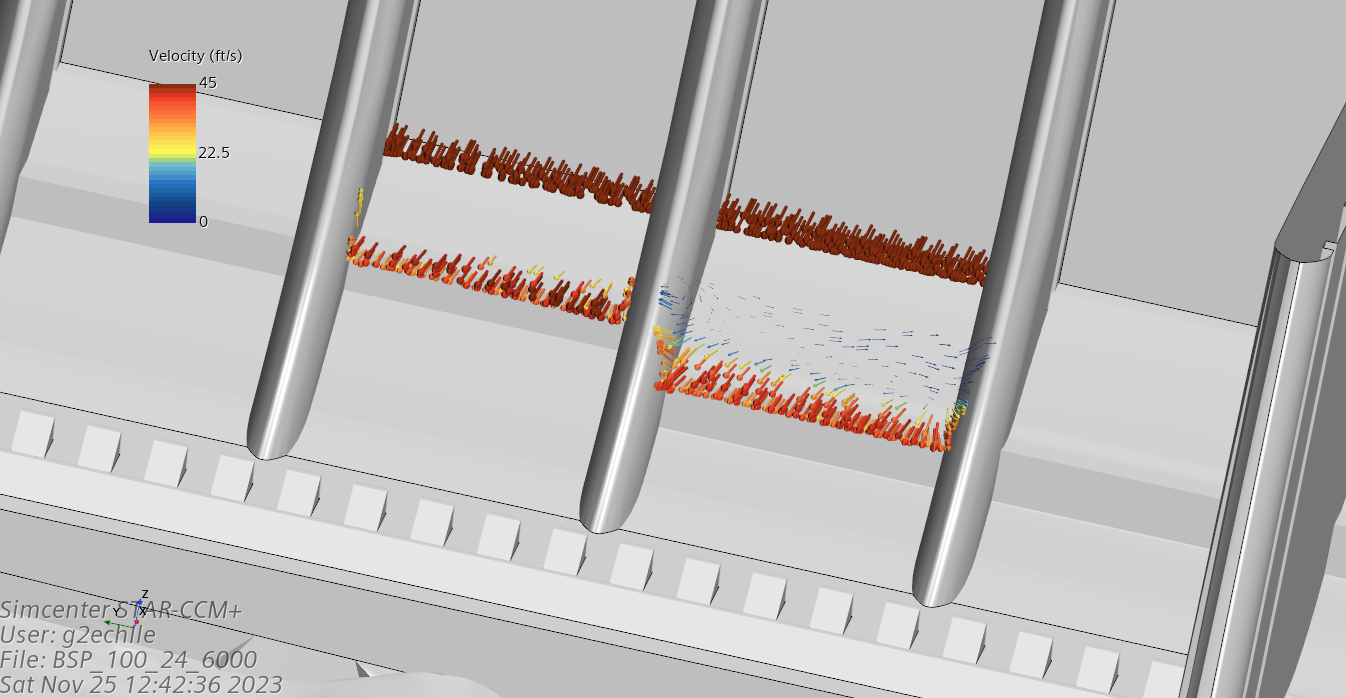 Velocity (ft/s)
45
22.5
0
Z
Y X
Simcenter STAR-CCM+
User: g2echlle
File: BSP_100_24_6000
Sat Nov 25 12:42:36 2023